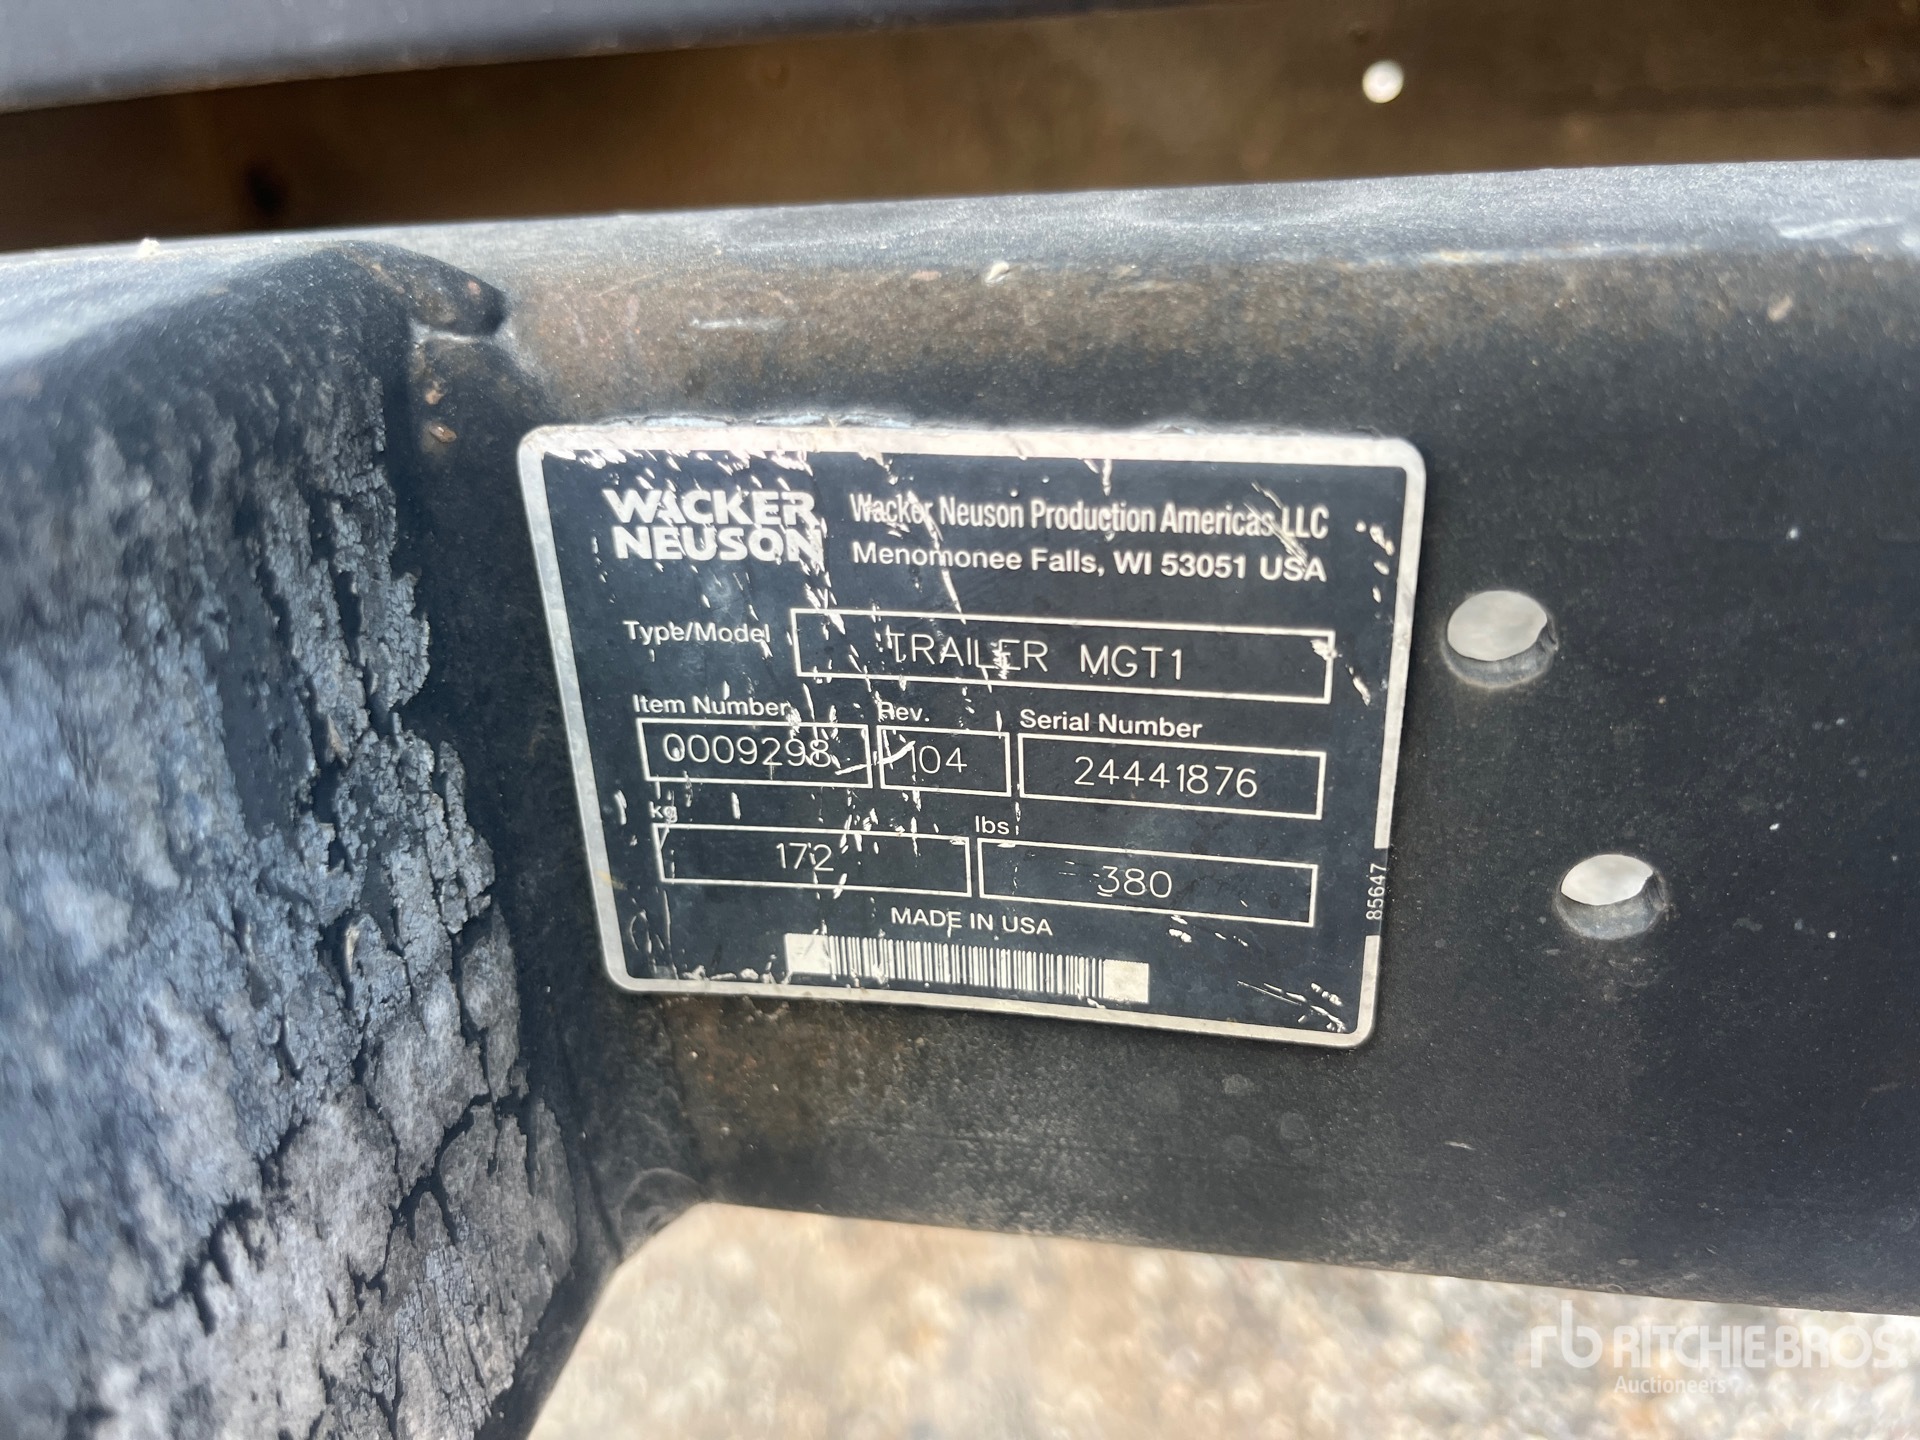 WACKER
NEUSON
Wacker Neuson Production Americas LLC
Menomonee Falls, WI 53051 USA
Type/Model
TRAILER MGT1
Item Number Rev. Serial Number
0009298 104 24441876
kg lbs
172 380
MADE IN USA
85647
rb RITCHIE BROS
Auctioneers